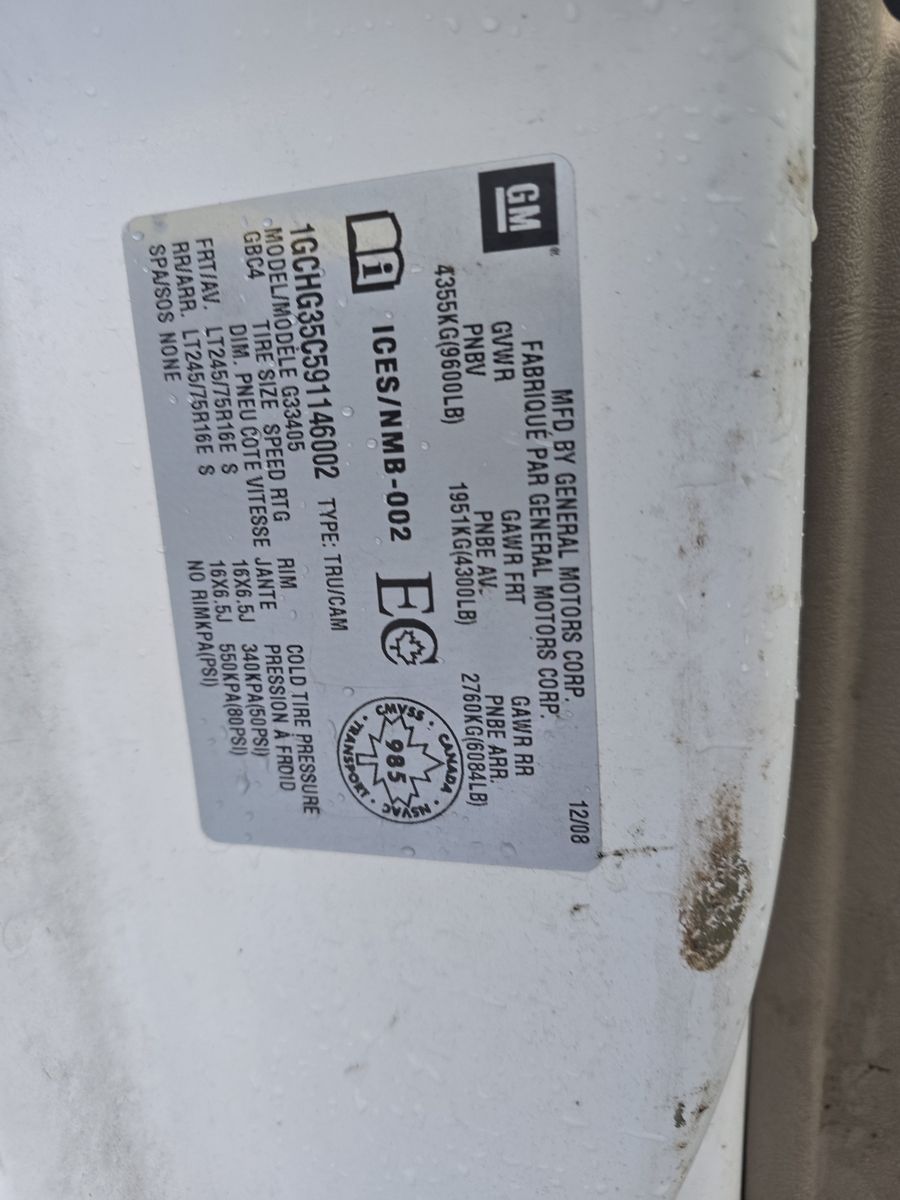 GM
MFD BY GENERAL MOTORS CORP. 12/08
FABRIQUÉ PAR GENERAL MOTORS CORP.
GVWR GAWR FRT GAWR RR
PNBV PNBE AV. PNBE ARR.
4355KG(9600LB) 1951KG(4300LB) 2760KG(6084LB)
i ICES/NMB-002 EC
CANADA
CMVSS 985 NSVAC
TRANSPORT
1GCHG35C591146002 TYPE: TRU/CAM
MODEL/MODÈLE G33405
GBC4 TIRE SIZE SPEED RTG RIM COLD TIRE PRESSURE
DIM. PNEU COTE VITESSE JANTE PRESSION À FROID
FRT/AV. LT245/75R16E S 16X6.5J 340KPA(50PSI)
RR/ARR. LT245/75R16E S 16X6.5J 550KPA(80PSI)
SPA/SOS NONE NO RIMKPA(PSI)